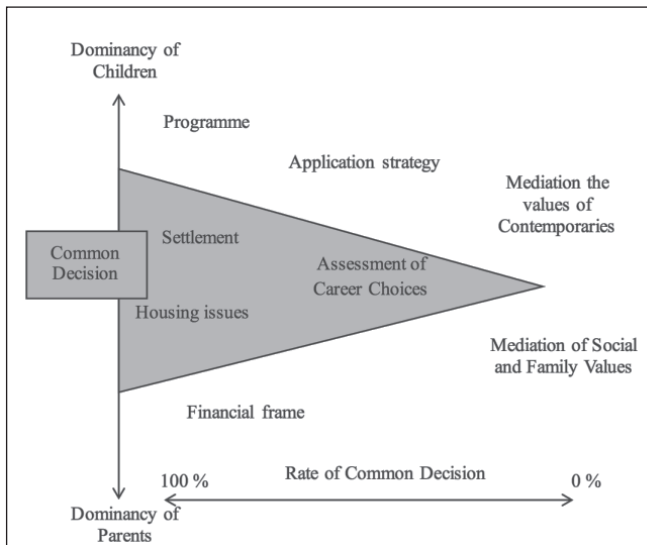 Dominancy of
Children
Programme
Application strategy
Mediation the
values of
Contemporaries
Settlement
Common
Decision
Assessment of
Career Choices
Housing issues
Mediation of Social
and Family Values
Financial frame
100 %
Rate of Common Decision
0 %
Dominancy of
Parents